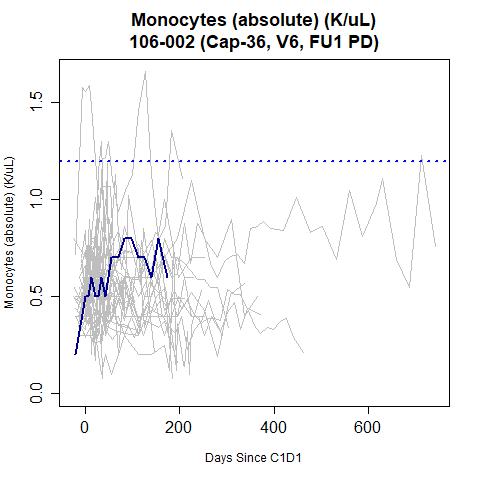 Monocytes (absolute) (K/uL)
106-002 (Cap-36, V6, FU1 PD)
Monocytes (absolute) (K/uL)
1.5
1.0
0.5
0.0
0
200
400
600
Days Since C1D1